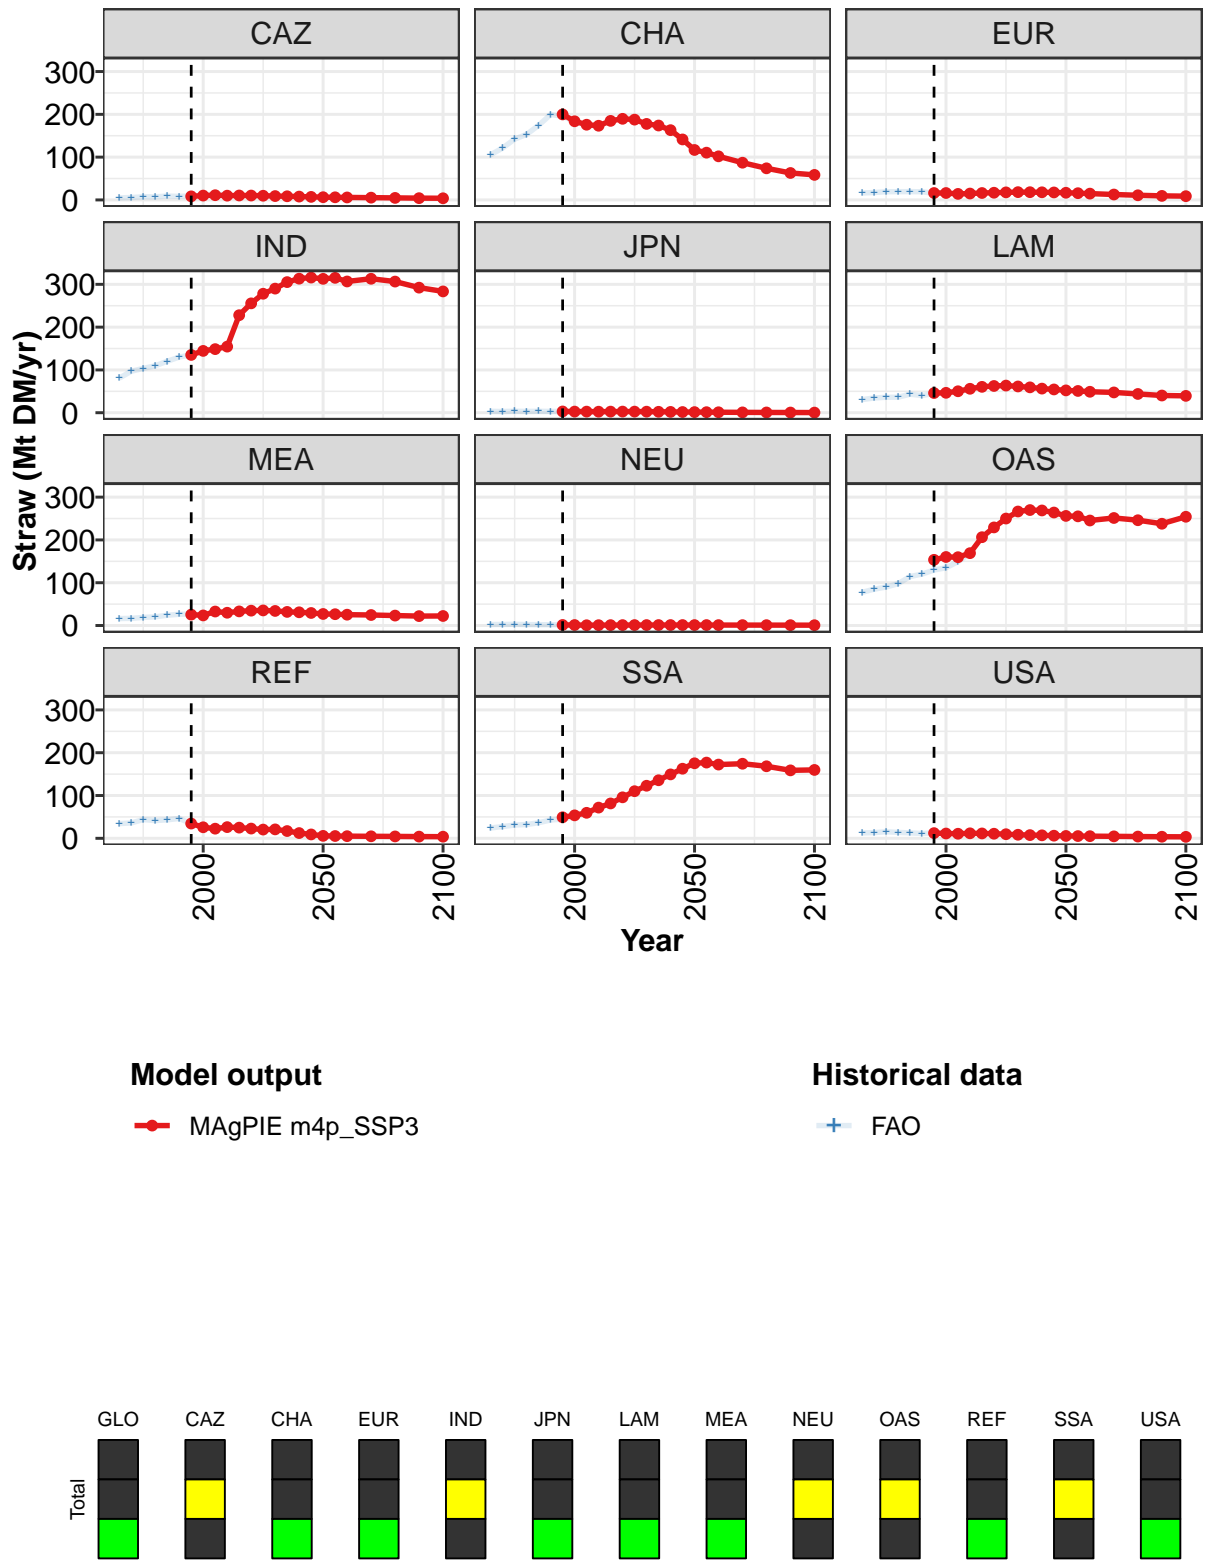 CAZ CHA EUR
300
200
100
0
IND JPN LAM
300
200
100
0
MEA NEU OAS
300
200
100
0
REF SSA USA
300
200
100
0
Straw (Mt DM/yr)
2000 2050 2100 2000 2050 2100 2000 2050 2100
Year
Model output Historical data
MAgPIE m4p_SSP3 FAO
GLO CAZ CHA EUR IND JPN LAM MEA NEU OAS REF SSA USA
Total